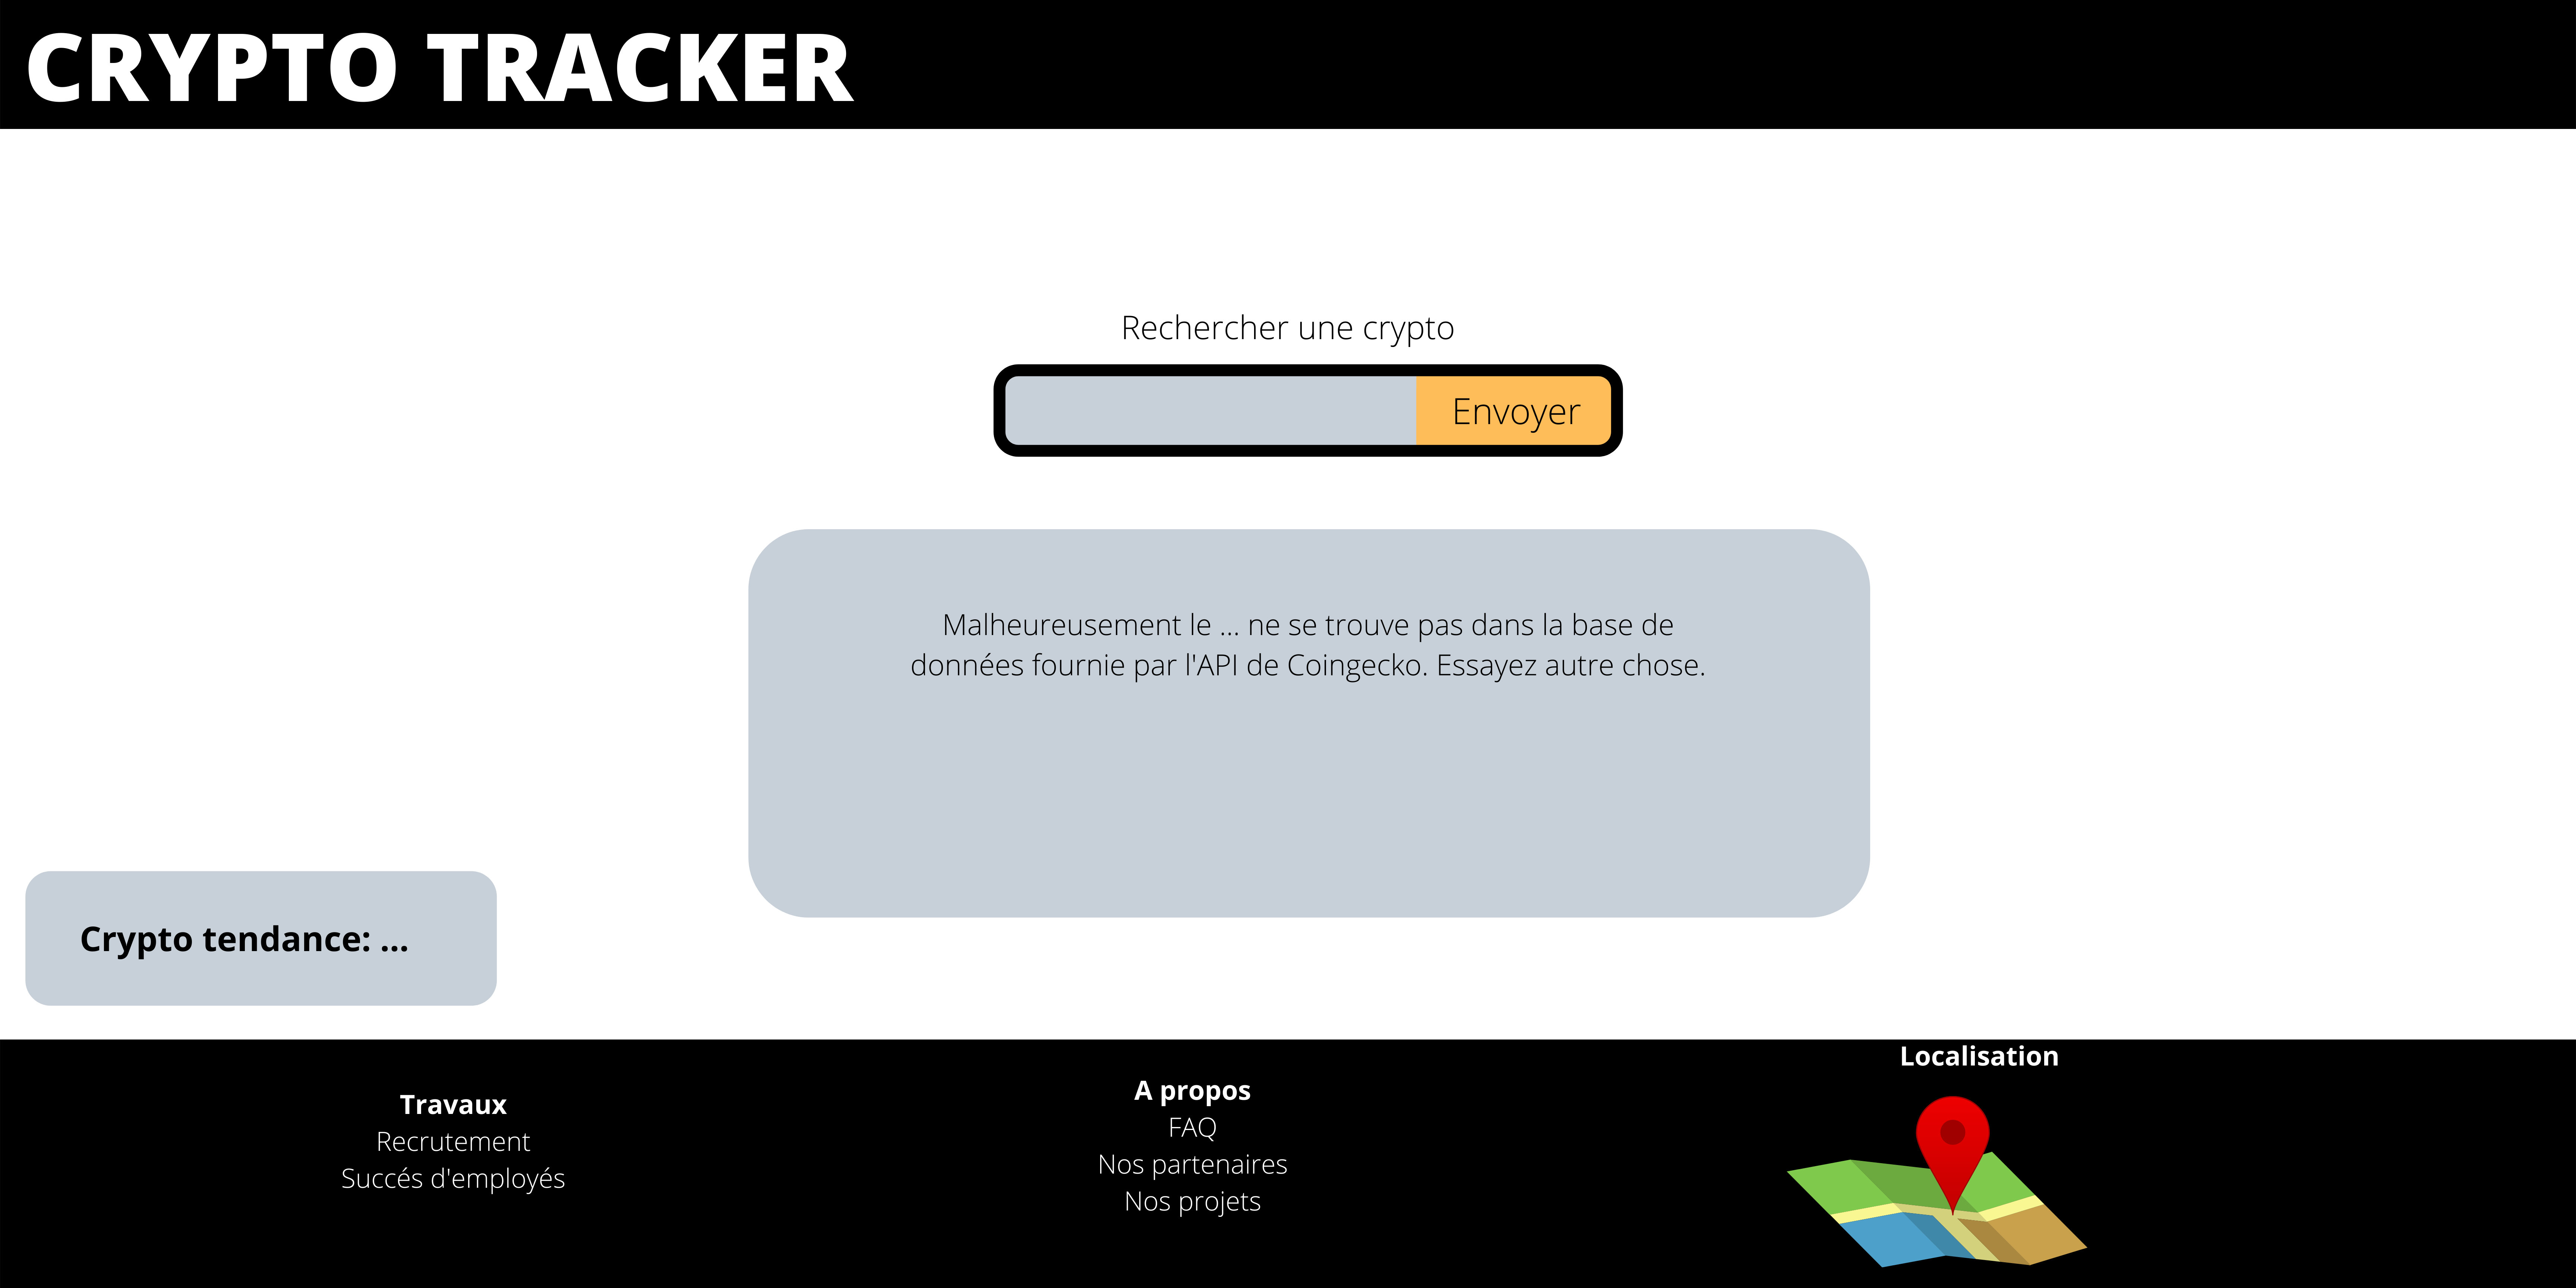 CRYPTO TRACKER
Rechercher une crypto
Envoyer
Malheureusement le ... ne se trouve pas dans la base de
données fournie par l'API de Coingecko. Essayez autre chose.
Crypto tendance: ...
Travaux
Recrutement
Succés d'employés
A propos
FAQ
Nos partenaires
Nos projets
Localisation